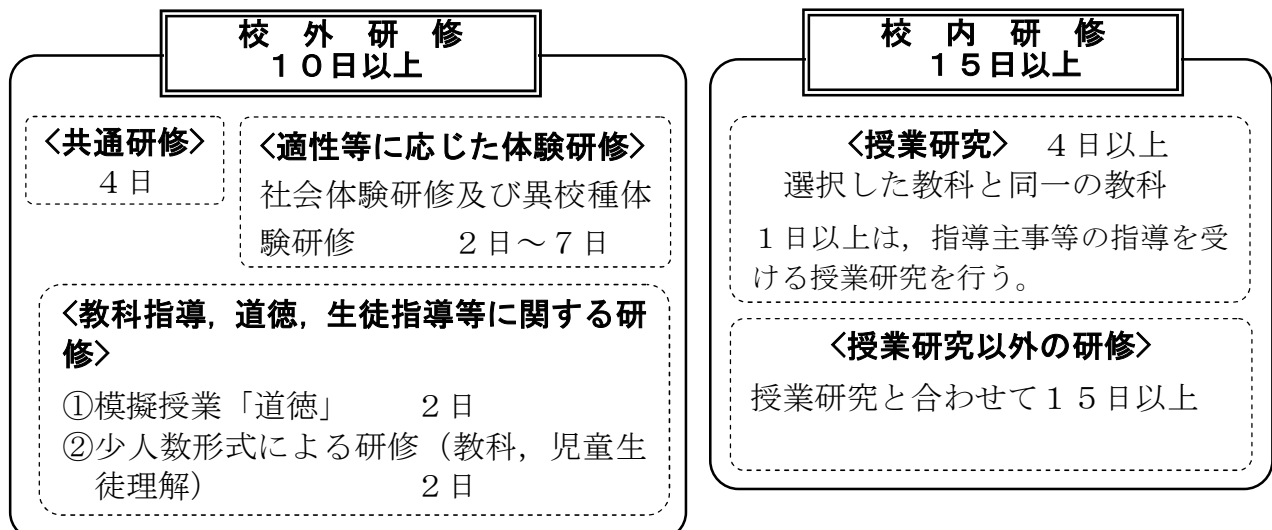 校外研修
１０日以上
<共通研修>
４日
<適性等に応じた体験研修>
社会体験研修及び異校種体
験研修　２日～７日
<教科指導，道徳，生徒指導等に関する研
修>
①模擬授業「道徳」　２日
②少人数形式による研修（教科，児童生
徒理解）　２日
校内研修
１５日以上
<授業研究>　４日以上
選択した教科と同一の教科
１日以上は，指導主事等の指導を受
ける授業研究を行う。
<授業研究以外の研修>
授業研究と合わせて１５日以上